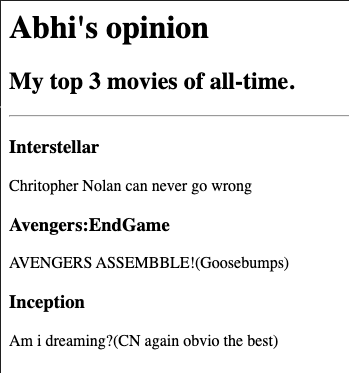 Abhi's opinion
My top 3 movies of all-time.
Interstellar
Chritopher Nolan can never go wrong
Avengers:EndGame
AVENGERS ASSEMBBLE!(Goosebumps)
Inception
Am i dreaming?(CN again obvio the best)